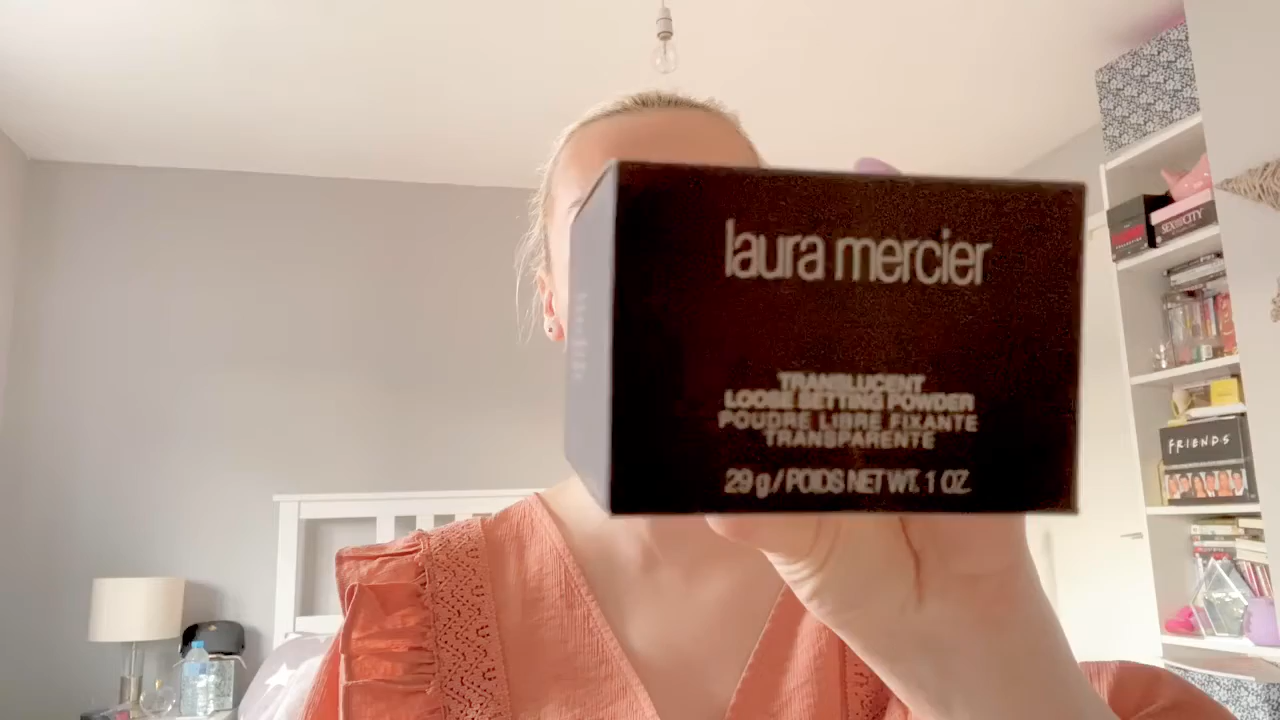 laura mercier
TRANSLUCENT
LOOSE SETTING POWDER
POUDRE LIBRE FIXANTE
TRANSPARENTE
29 g / POIDS NET WT. 1 OZ.
SEX AND THE CITY
FRIENDS